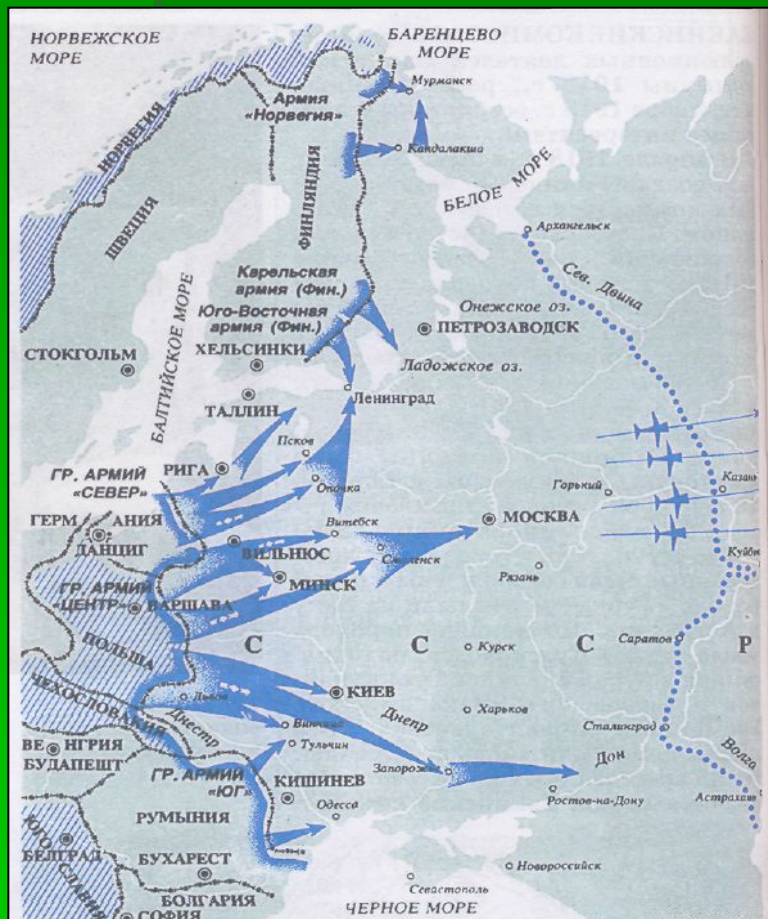 НОРВЕЖСКОЕ
МОРЕ
БАРЕНЦЕВО
МОРЕ
Мурманск
Армия
«Норвегия»
НОРВЕГИЯ
Кандалакша
ФИНЛЯНДИЯ
БЕЛОЕ МОРЕ
ШВЕЦИЯ
Архангельск
Сев. Двина
Карельская
армия (Фин.)
Юго-Восточная
армия (Фин.)
Онежское оз.
ПЕТРОЗАВОДСК
БАЛТИЙСКОЕ МОРЕ
СТОКГОЛЬМ
ХЕЛЬСИНКИ
Ладожское оз.
ТАЛЛИН
Ленинград
Псков
РИГА
ГР. АРМИЙ
«СЕВЕР»
Опочка
Горький
Казань
ГЕРМАНИЯ
ДАНЦИГ
Витебск
МОСКВА
ВИЛЬНЮС
Смоленск
Куйбы
ГР. АРМИЙ
«ЦЕНТР»
МИНСК
Рязань
ВАРШАВА
С С С Р
ПОЛЬША
Курск
Саратов
ЧЕХОСЛОВАКИЯ
Львов
КИЕВ
Днестр
Винница
Днепр
Харьков
Сталинград
ВЕНГРИЯ
БУДАПЕШТ
Тульчин
Запорожье
Дон
Волга
ГР. АРМИЙ
«ЮГ»
КИШИНЕВ
Ростов-на-Дону
Астрахань
РУМЫНИЯ
Одесса
ЮГОСЛАВИЯ
БЕЛГРАД
БУХАРЕСТ
Новороссийск
Севастополь
БОЛГАРИЯ
СОФИЯ
ЧЕРНОЕ МОРЕ